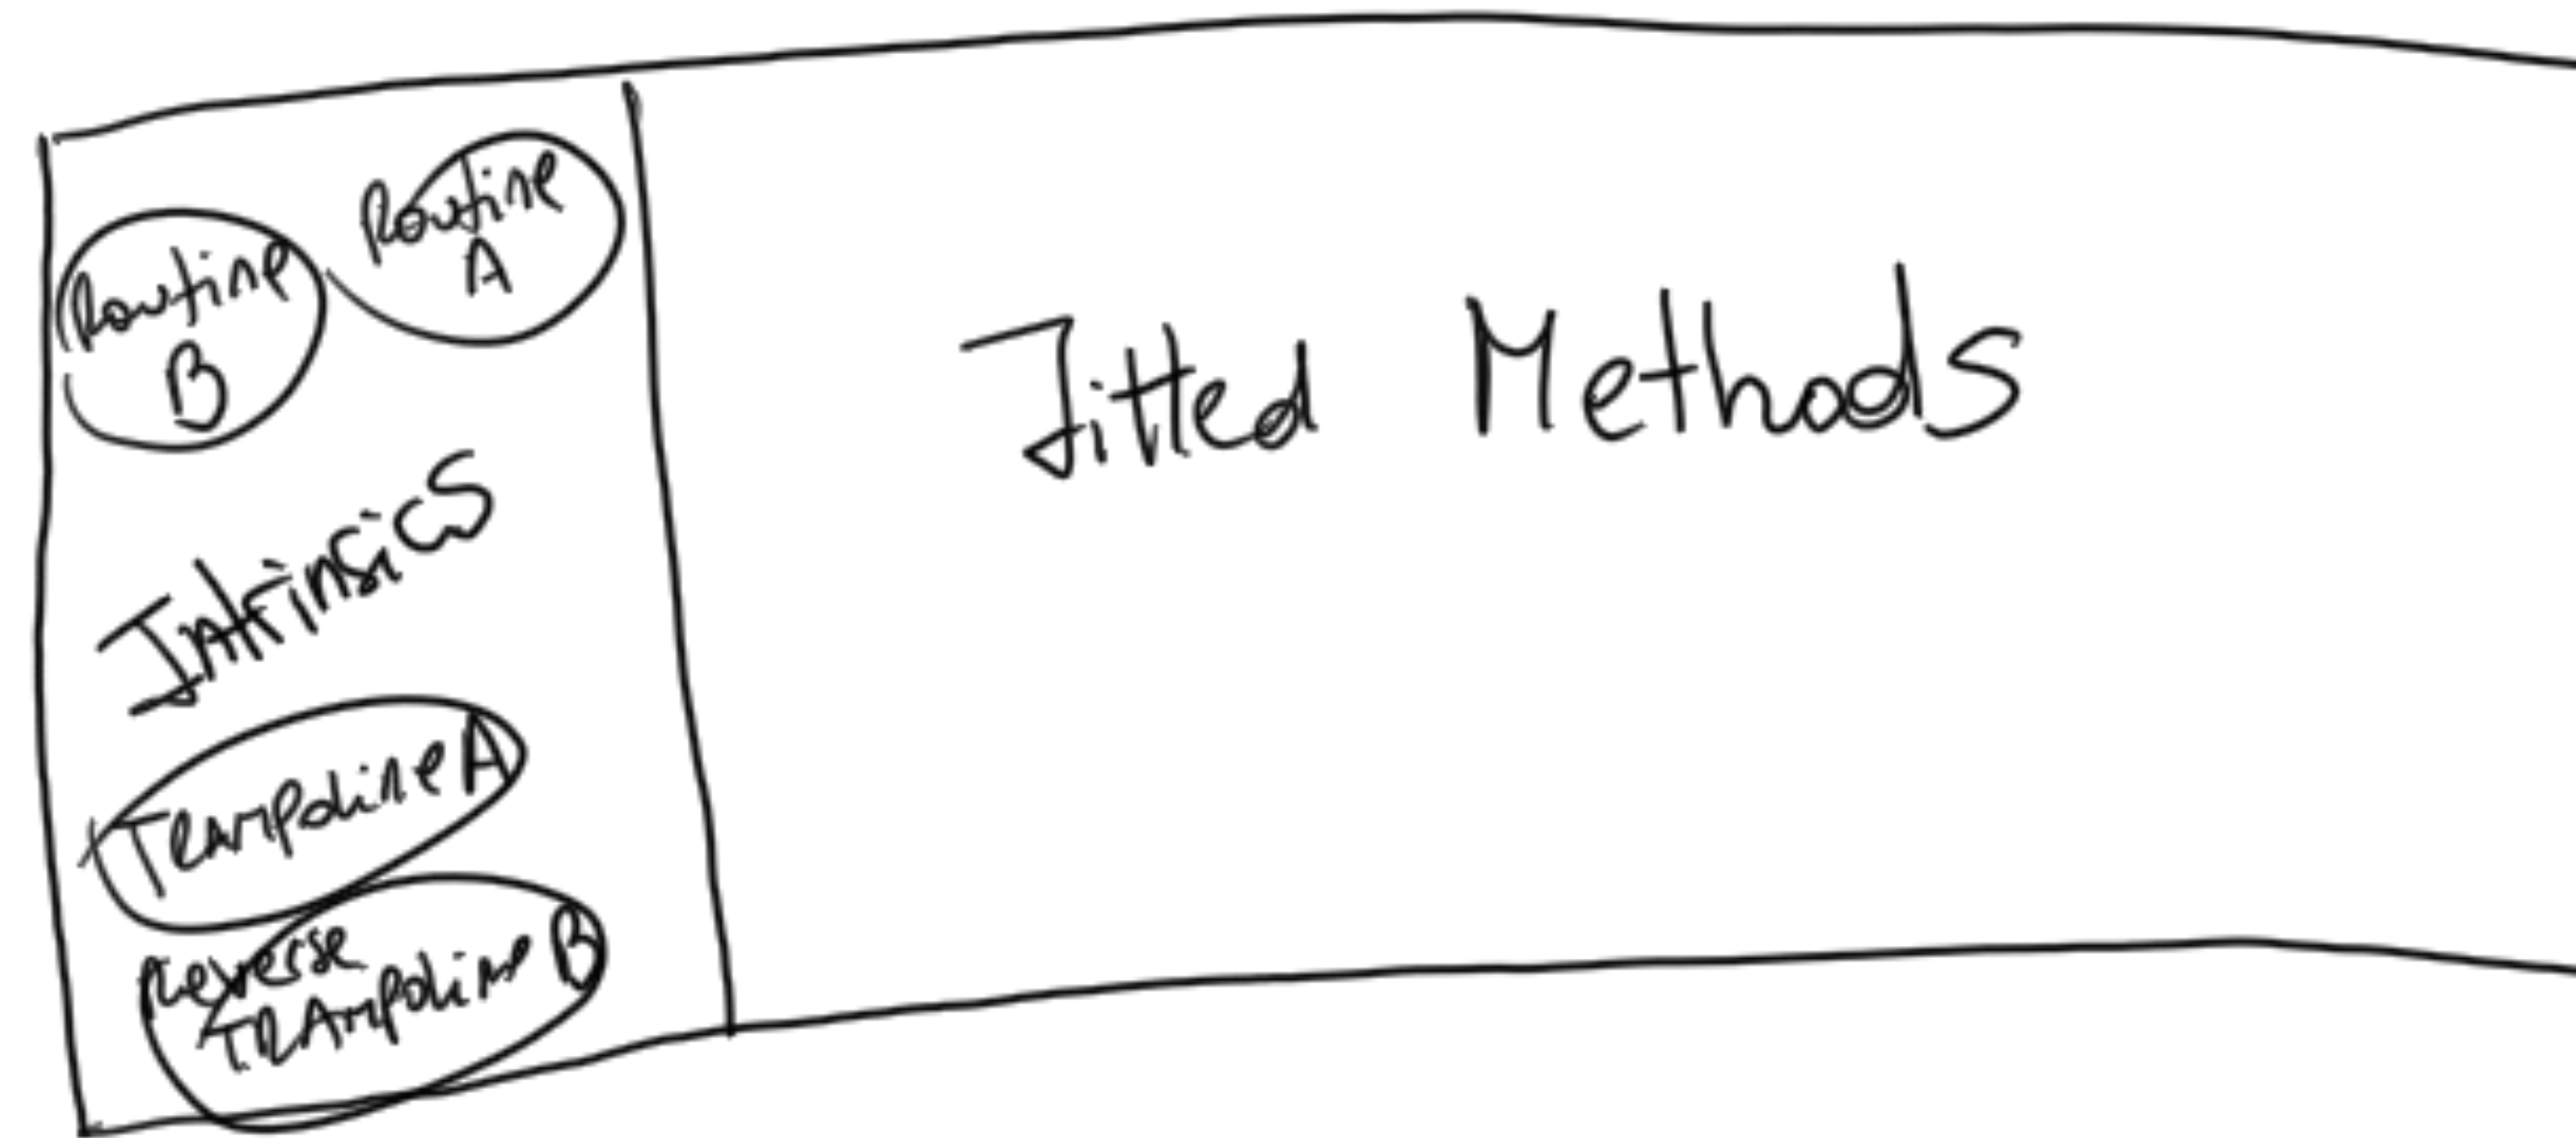 Routine
A
Routine
B
Jitted Methods
Intrinsics
Trampoline A
Reverse
Trampoline B